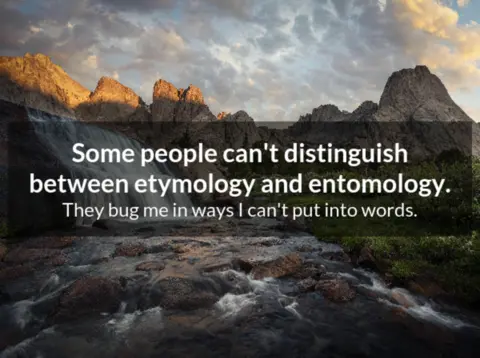 Some people can't distinguish
between etymology and entomology.
They bug me in ways I can't put into words.